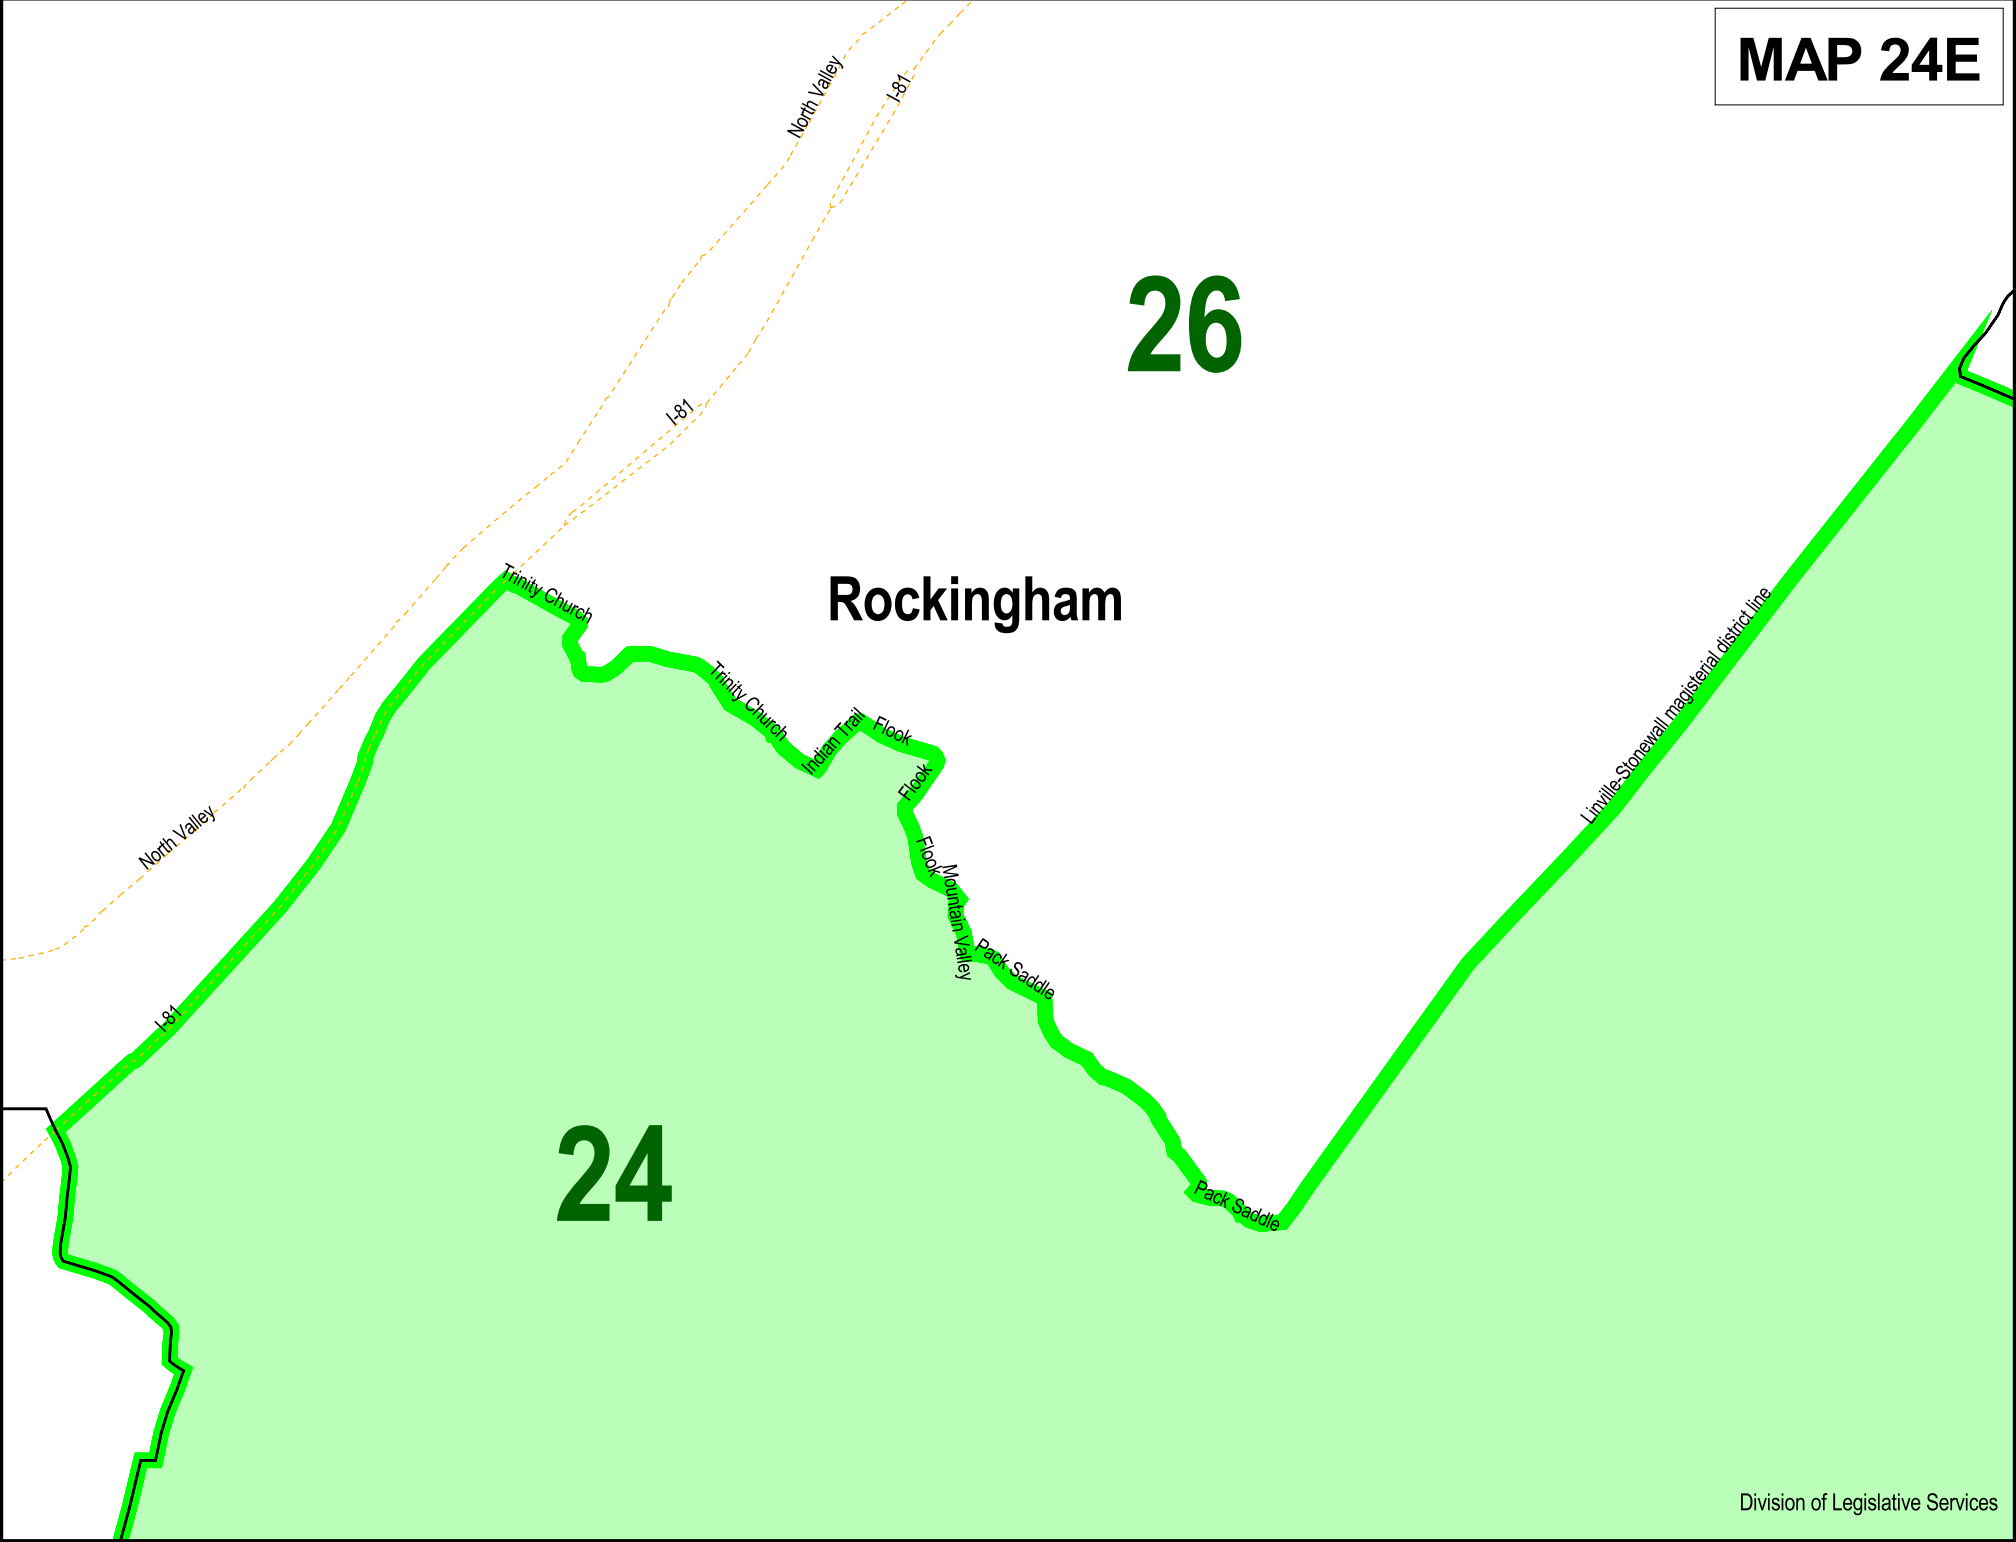 MAP 24E
North Valley
I-81
26
I-81
Trinity Church
Rockingham
Linville-Stonewall magisterial district line
Trinity Church
Indian Trail
Flook
Flook
North Valley
Flook
Mountain Valley
Pack Saddle
I-81
24
Pack Saddle
Division of Legislative Services